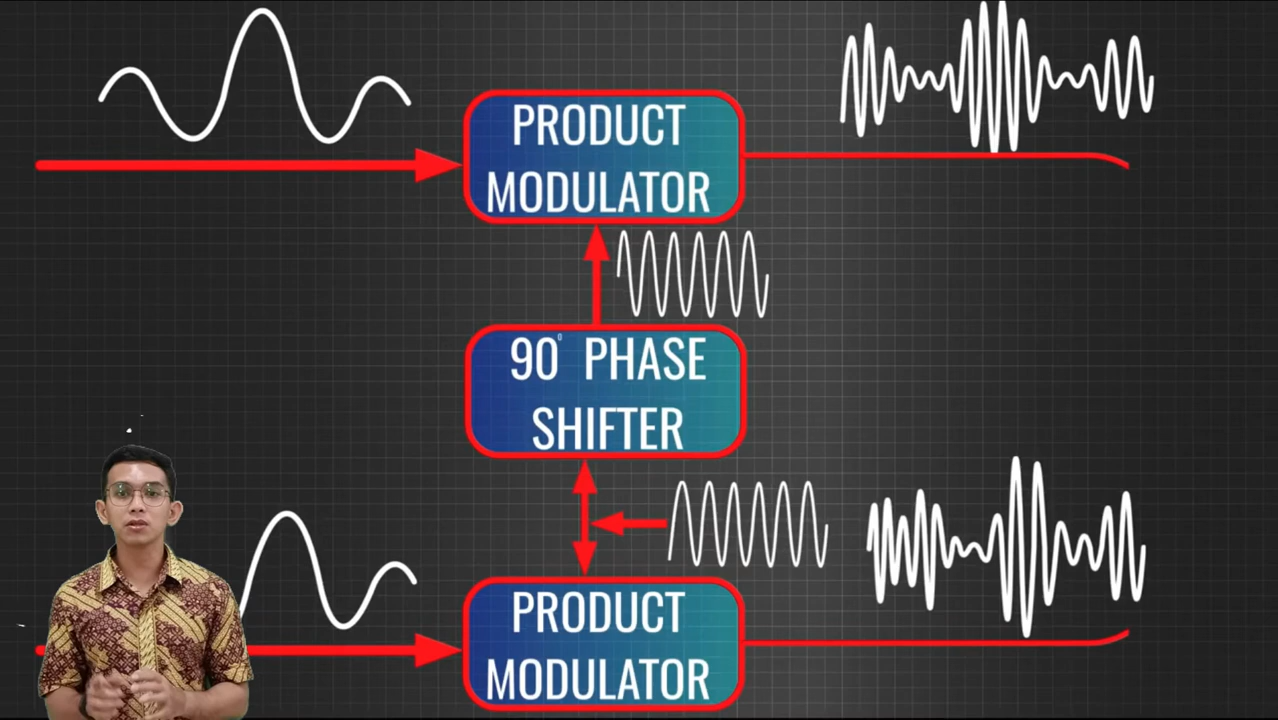 PRODUCT
MODULATOR
90° PHASE
SHIFTER
PRODUCT
MODULATOR